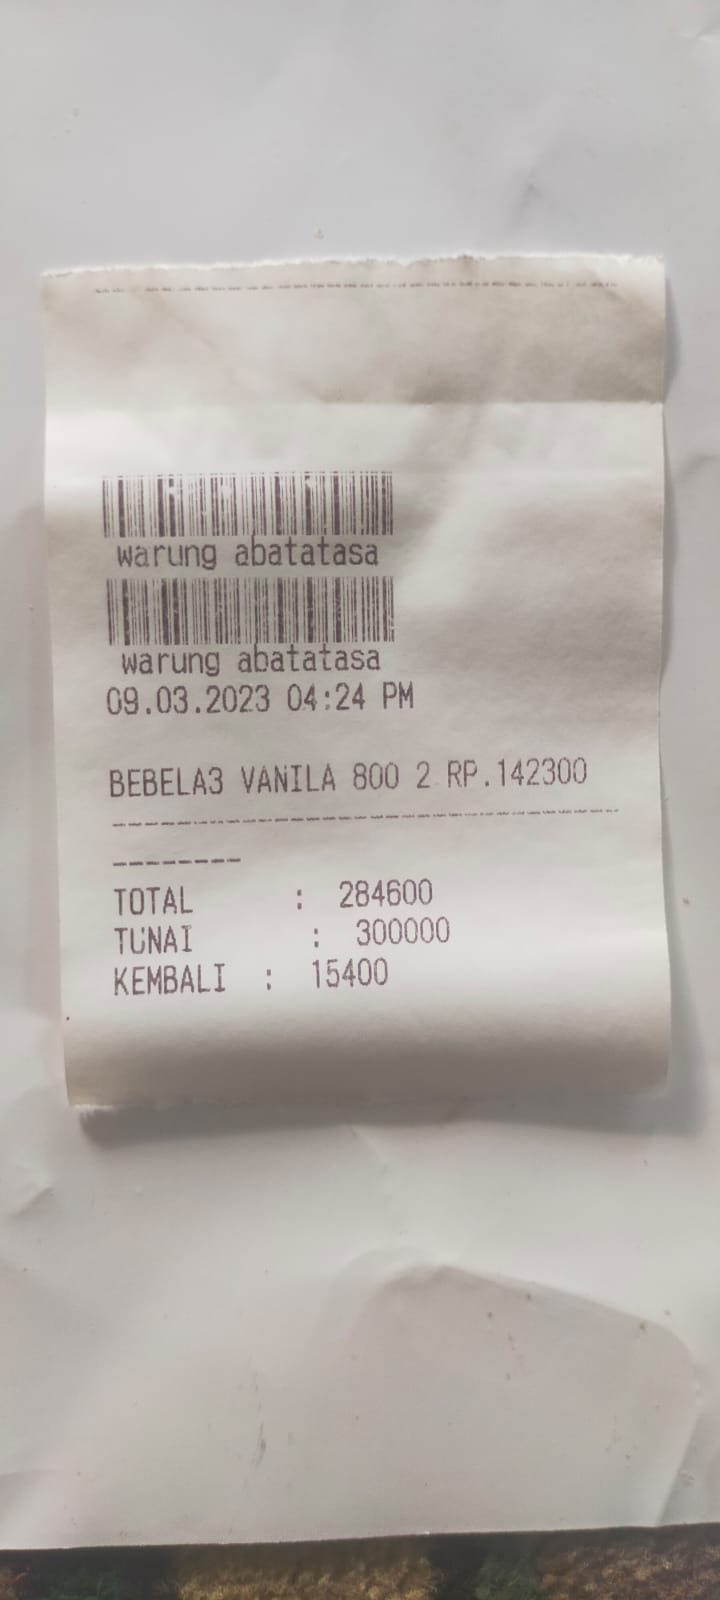 warung abatatasa
warung abatatasa
09.03.2023 04:24 PM
BEBELA3 VANILA 800 2 RP.142300
--------
TOTAL : 284600
TUNAI : 300000
KEMBALI : 15400